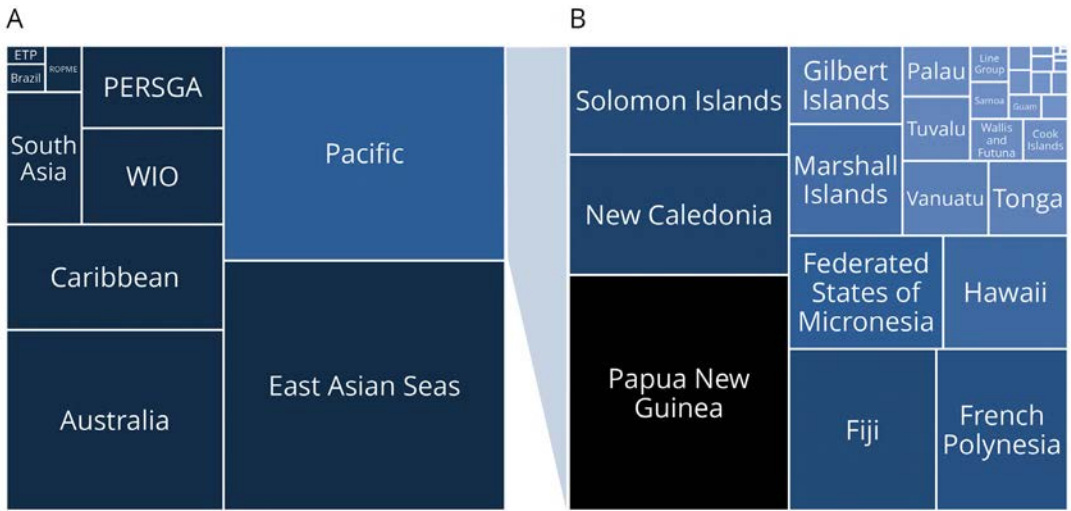 A
B
ETP
ROPME
Brazil
PERSGA
South
Asia
WIO
Pacific
Caribbean
Australia
East Asian Seas
Solomon Islands
New Caledonia
Papua New
Guinea
Gilbert
Islands
Marshall
Islands
Palau
Tuvalu
Line
Group
Samoa
Guam
Wallis
and
Futuna
Cook
Islands
Vanuatu
Tonga
Federated
States of
Micronesia
Hawaii
Fiji
French
Polynesia